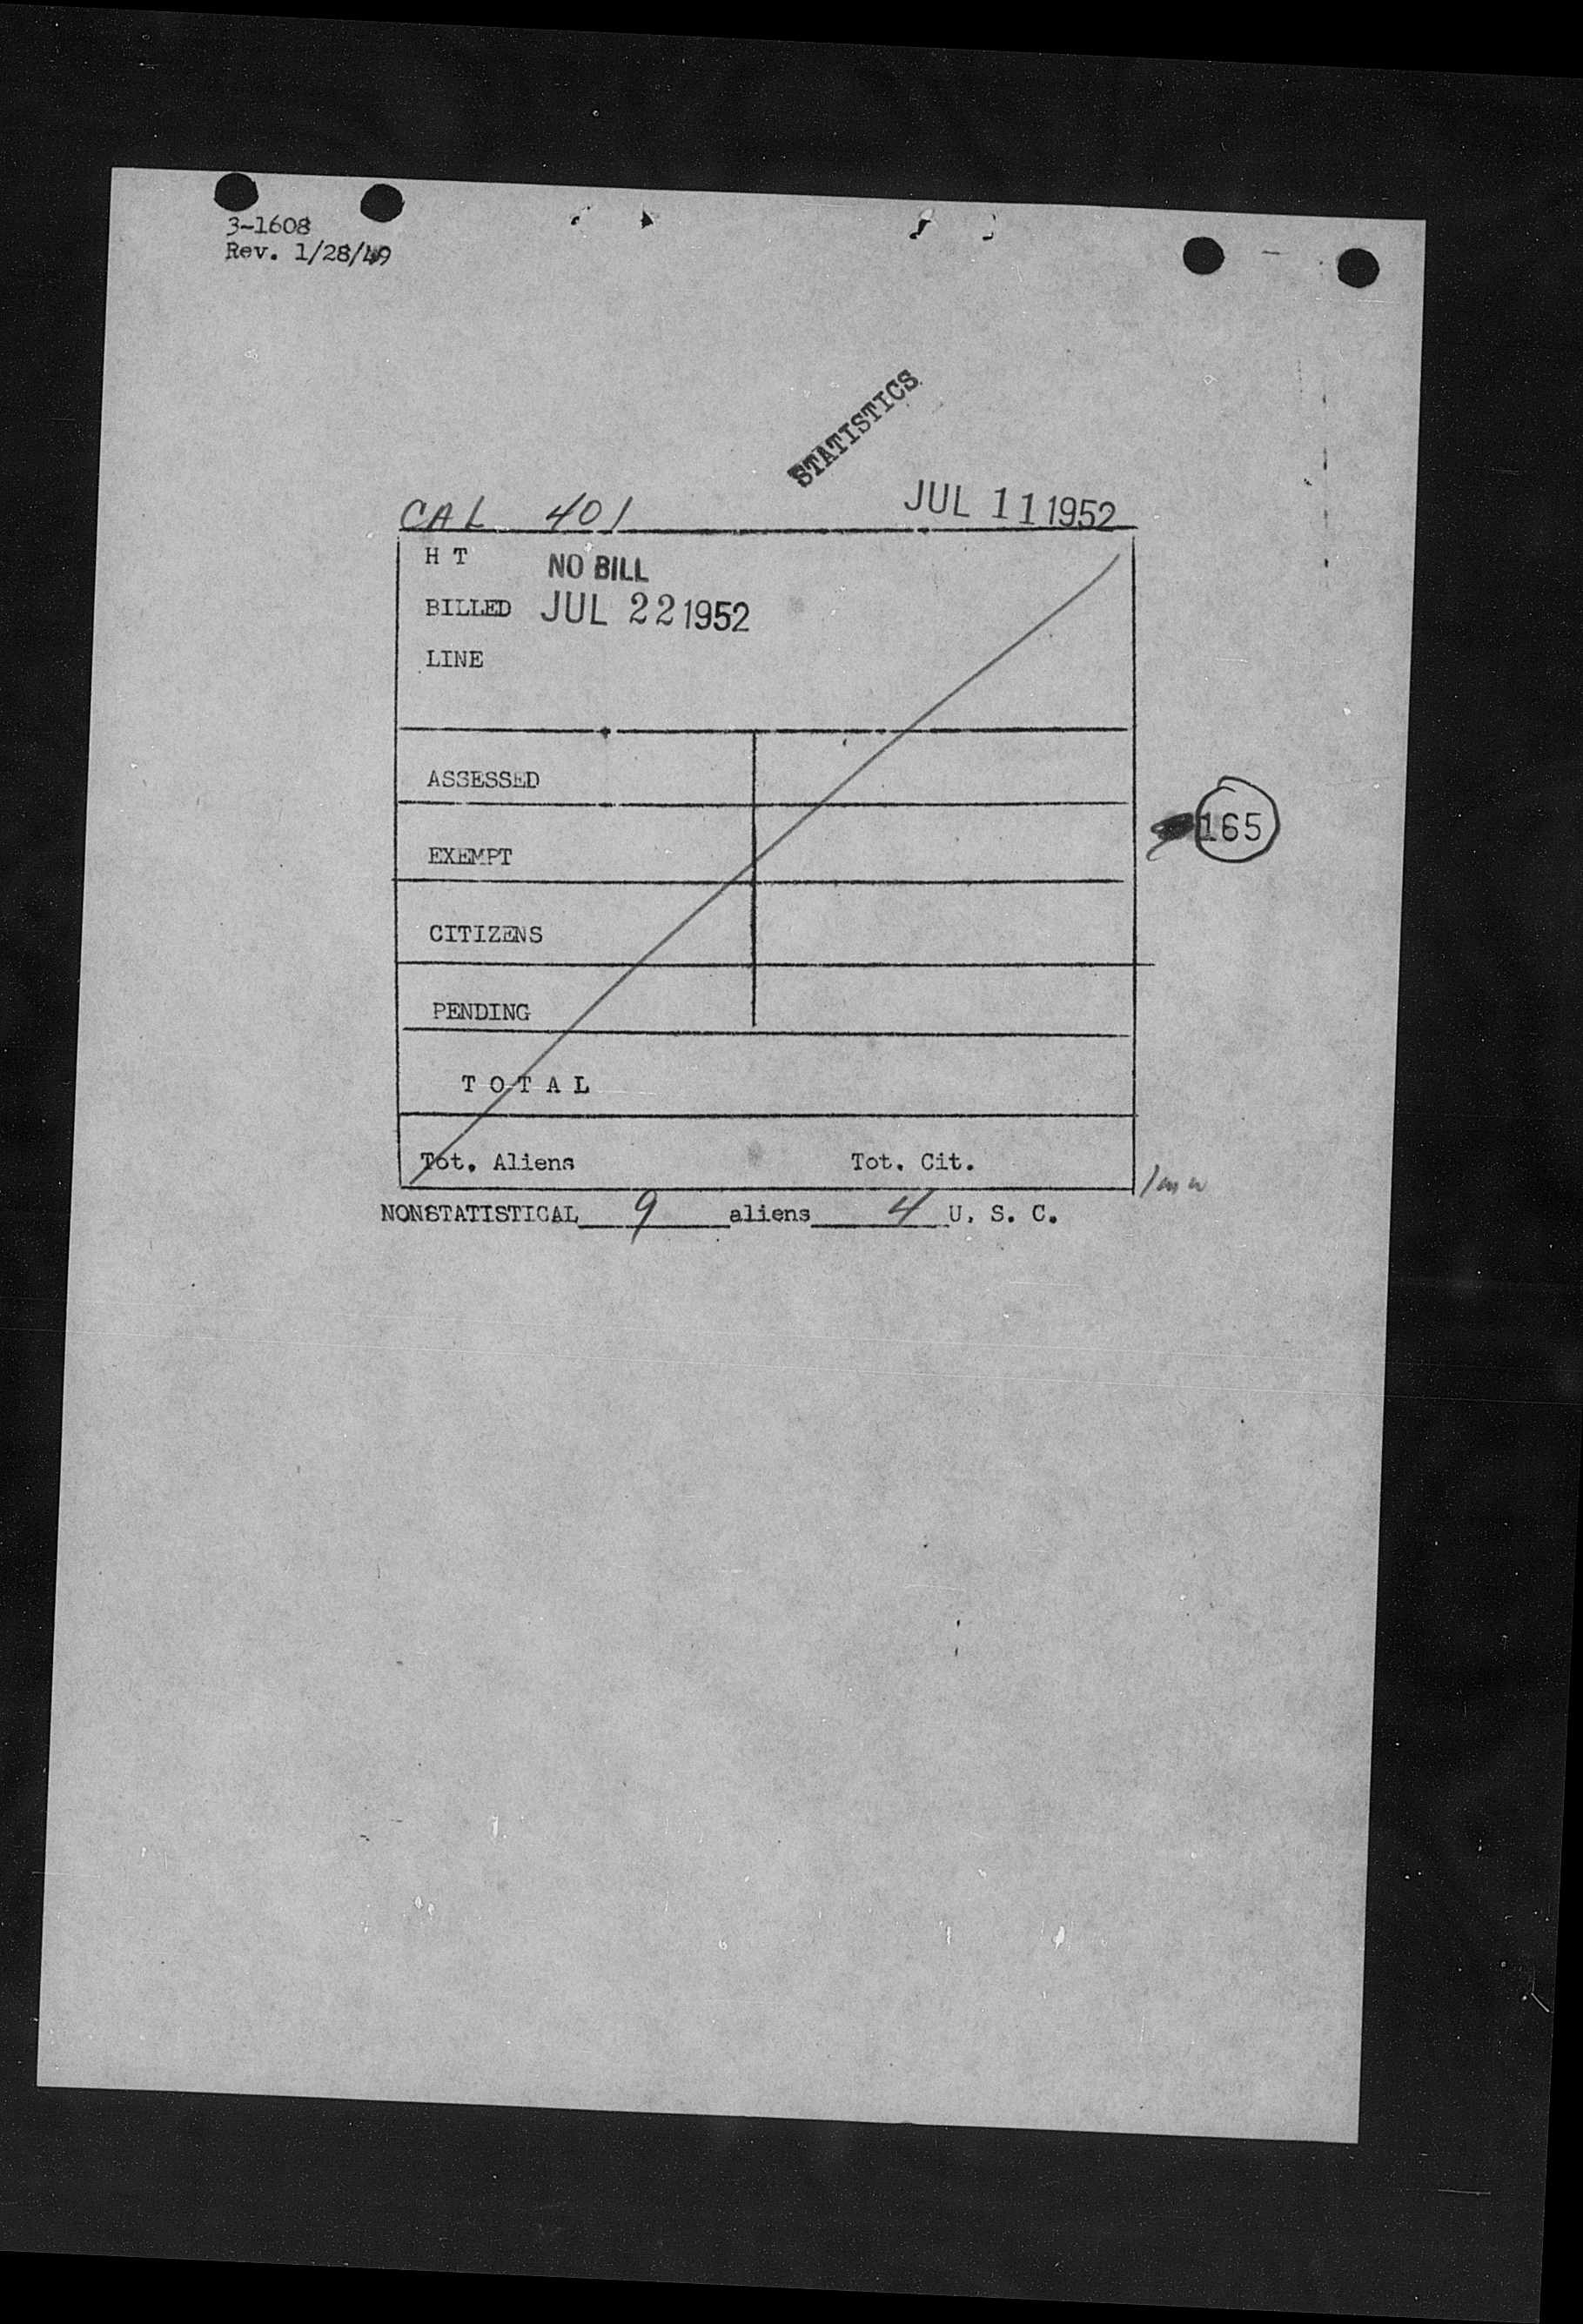 3-1608
Rev. 1/28/49
STATISTICS
CAL 401 JUL 11 1952
H T NO BILL
BILLED JUL 22 1952
LINE
ASSESSED
165
EXEMPT
CITIZENS
PENDING
T O T A L
Tot. Aliens Tot. Cit.
NONSTATISTICAL 9 aliens 4 U. S. C.